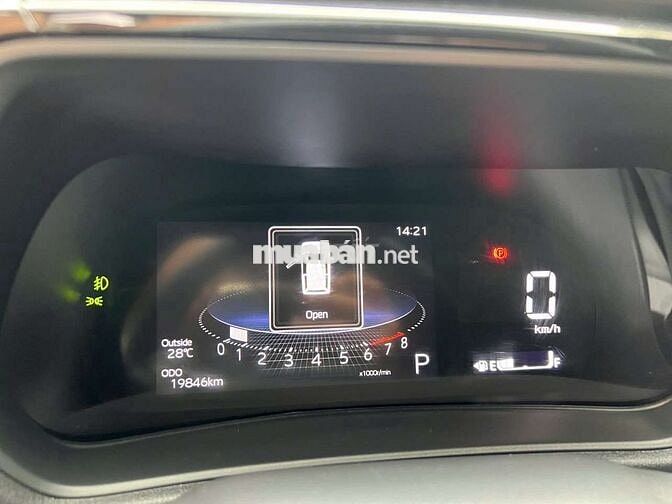 14:21
muaban.net
Open
Outside
28°C
ODO
19846km
0 1 2 3 4 5 6 7 8
x1000r/min
P
(P)
0
km/h
E F